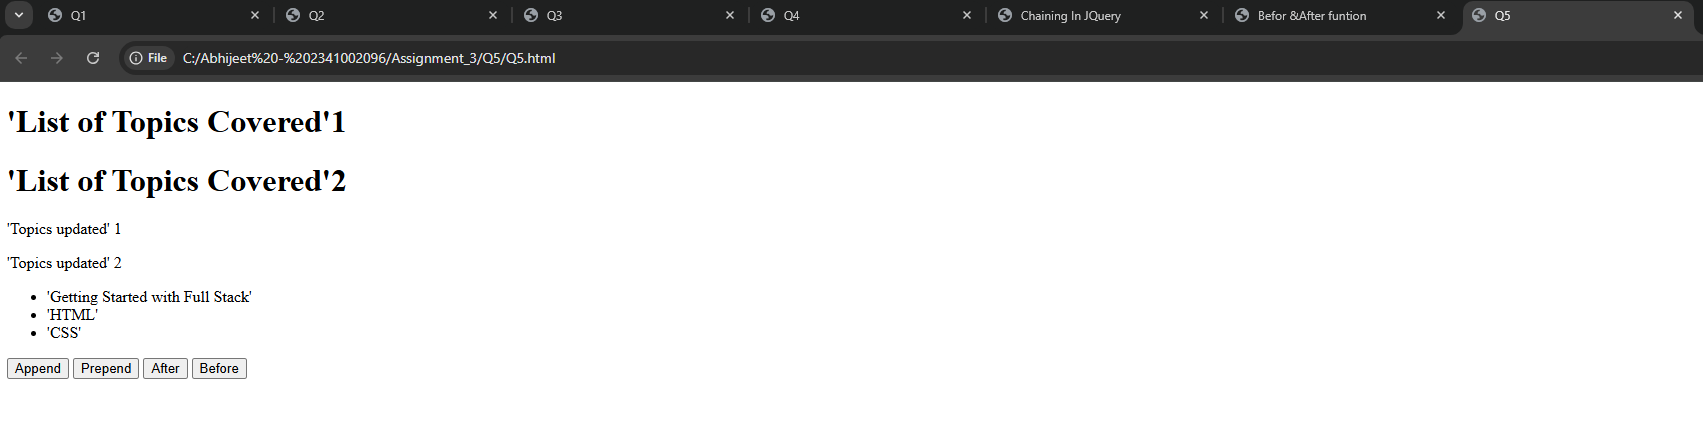 Q1
Q2
Q3
Q4
Chaining In JQuery
Befor &After funtion
Q5
File C:/Abhijeet%20-%202341002096/Assignment_3/Q5/Q5.html
'List of Topics Covered'1
'List of Topics Covered'2
'Topics updated' 1
'Topics updated' 2
'Getting Started with Full Stack'
'HTML'
'CSS'
Append Prepend After Before